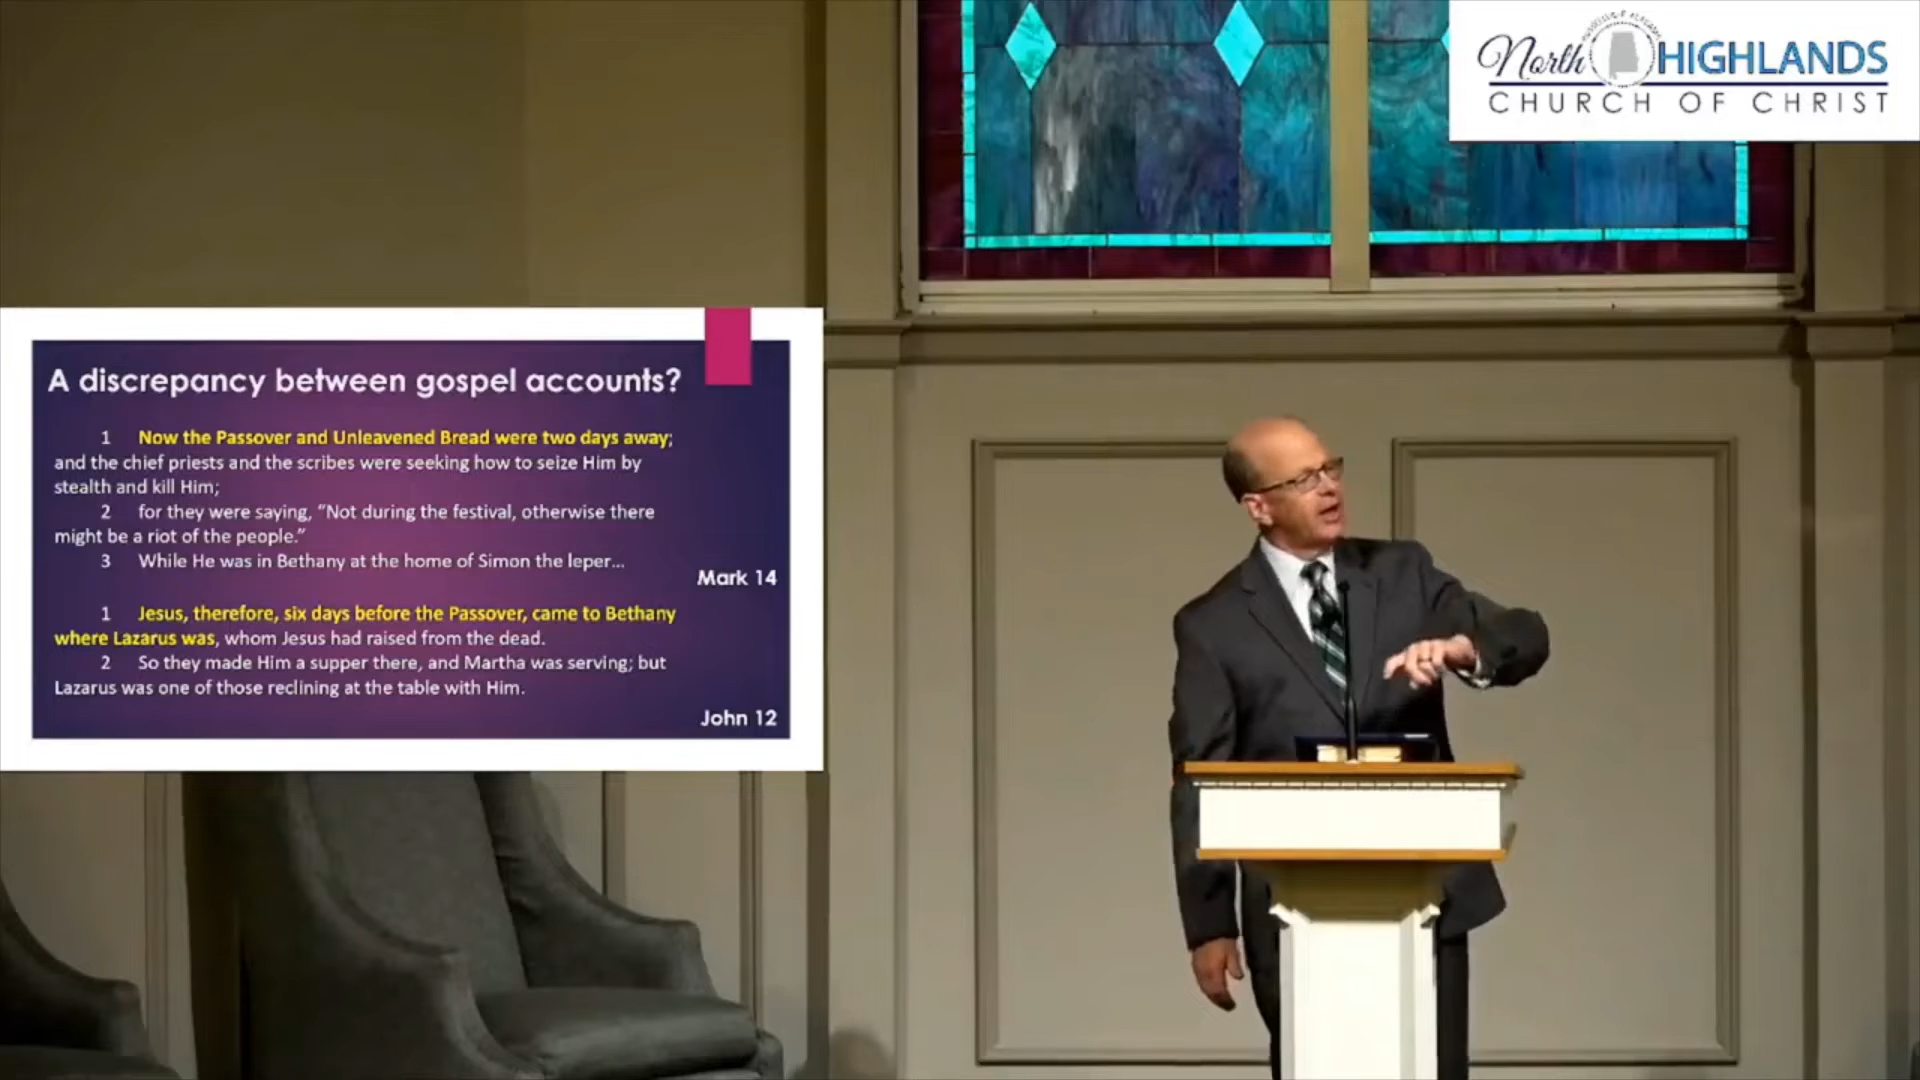 North HIGHLANDS
CHURCH OF CHRIST
A discrepancy between gospel accounts?
1 Now the Passover and Unleavened Bread were two days away;
and the chief priests and the scribes were seeking how to seize Him by
stealth and kill Him;
2 for they were saying, “Not during the festival, otherwise there
might be a riot of the people.”
3 While He was in Bethany at the home of Simon the leper...
Mark 14
1 Jesus, therefore, six days before the Passover, came to Bethany
where Lazarus was, whom Jesus had raised from the dead.
2 So they made Him a supper there, and Martha was serving; but
Lazarus was one of those reclining at the table with Him.
John 12